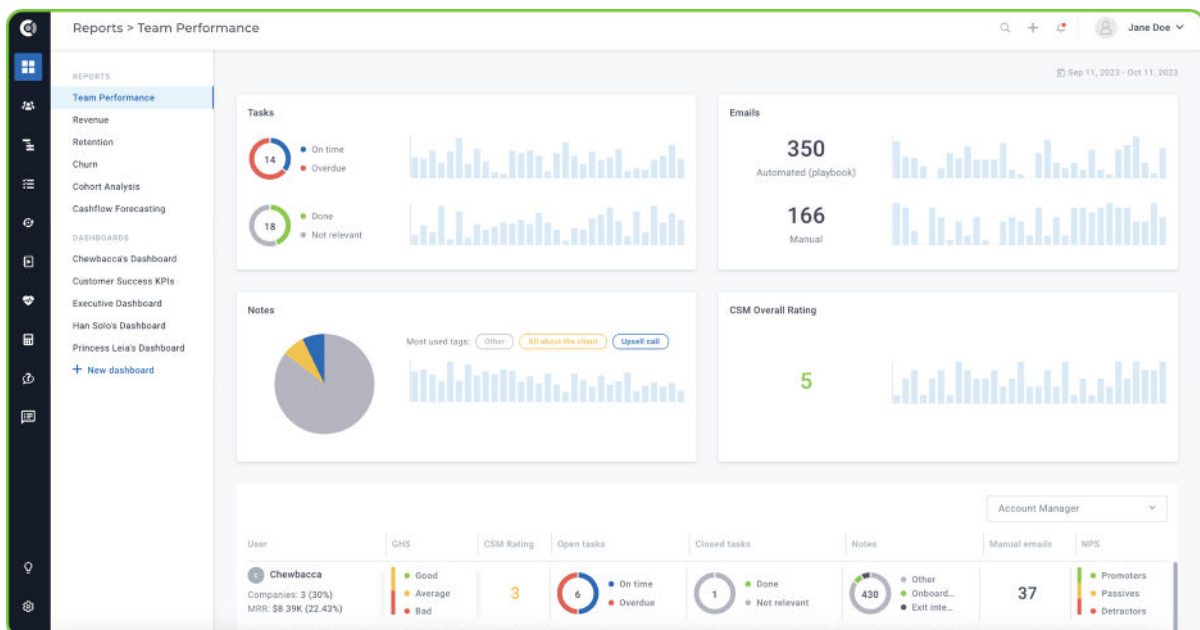 Reports > Team Performance
Jane Doe
REPORTS
Team Performance
Revenue
Retention
Churn
Cohort Analysis
Cashflow Forecasting
DASHBOARDS
Chewbacca's Dashboard
Customer Success KPIs
Executive Dashboard
Han Solo's Dashboard
Princess Leia's Dashboard
+ New dashboard
Sep 11, 2023 - Oct 11, 2023
Tasks
14
On time
Overdue
18
Done
Not relevant
Emails
350
Automated (playbook)
166
Manual
Notes
Most used tags: Other All about the client Upsell call
CSM Overall Rating
5
Account Manager
User GHS CSM Rating Open tasks Closed tasks Notes Manual emails NPS
C Chewbacca
Companies: 3 (30%)
MRR: $8.39K (22.43%)
Good
Average
Bad
3
6
On time
Overdue
1
Done
Not relevant
430
Other
Onboard...
Exit inte...
37
Promoters
Passives
Detractors